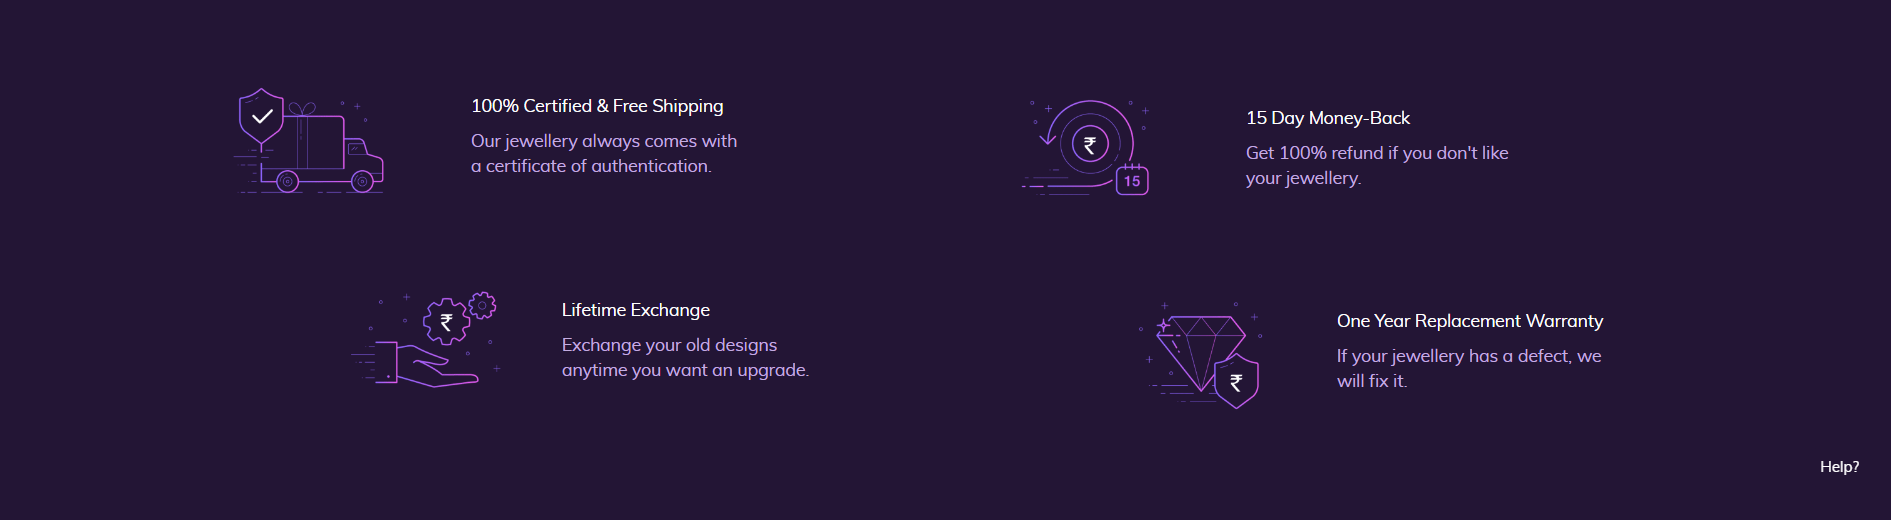 100% Certified & Free Shipping
Our jewellery always comes with
a certificate of authentication.
₹
15
15 Day Money-Back
Get 100% refund if you don't like
your jewellery.
₹
Lifetime Exchange
Exchange your old designs
anytime you want an upgrade.
₹
One Year Replacement Warranty
If your jewellery has a defect, we
will fix it.
Help?